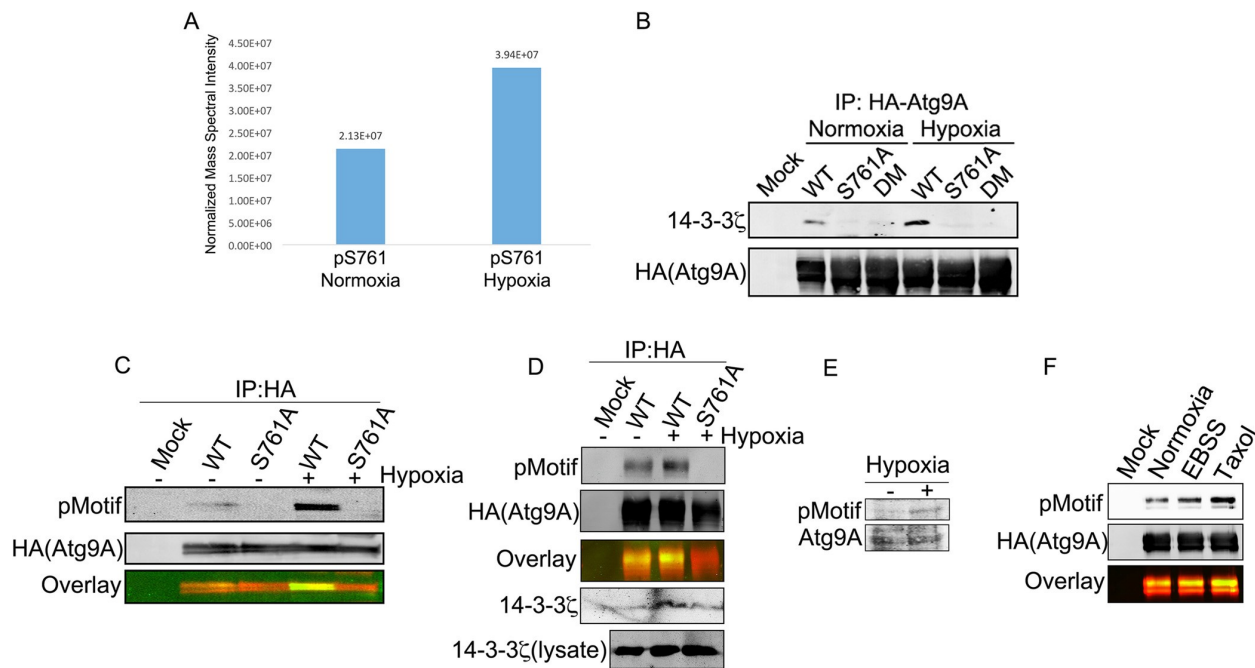 A
Normalized Mass Spectral Intensity
4.50E+07
4.00E+07
3.50E+07
3.00E+07
2.50E+07
2.00E+07
1.50E+07
1.00E+07
5.00E+06
0.00E+00
2.13E+07
3.94E+07
pS761
Normoxia
pS761
Hypoxia
B
IP: HA-Atg9A
Normoxia Hypoxia
Mock WT S761A DM WT S761A DM
14-3-3ζ
HA(Atg9A)
C
IP:HA
Mock WT S761A WT S761A
- - - + + Hypoxia
pMotif
HA(Atg9A)
Overlay
D
IP:HA
Mock WT WT S761A
- - + + Hypoxia
pMotif
HA(Atg9A)
Overlay
14-3-3ζ
14-3-3ζ(lysate)
E
Hypoxia
- +
pMotif
Atg9A
F
Mock Normoxia EBSS Taxol
pMotif
HA(Atg9A)
Overlay